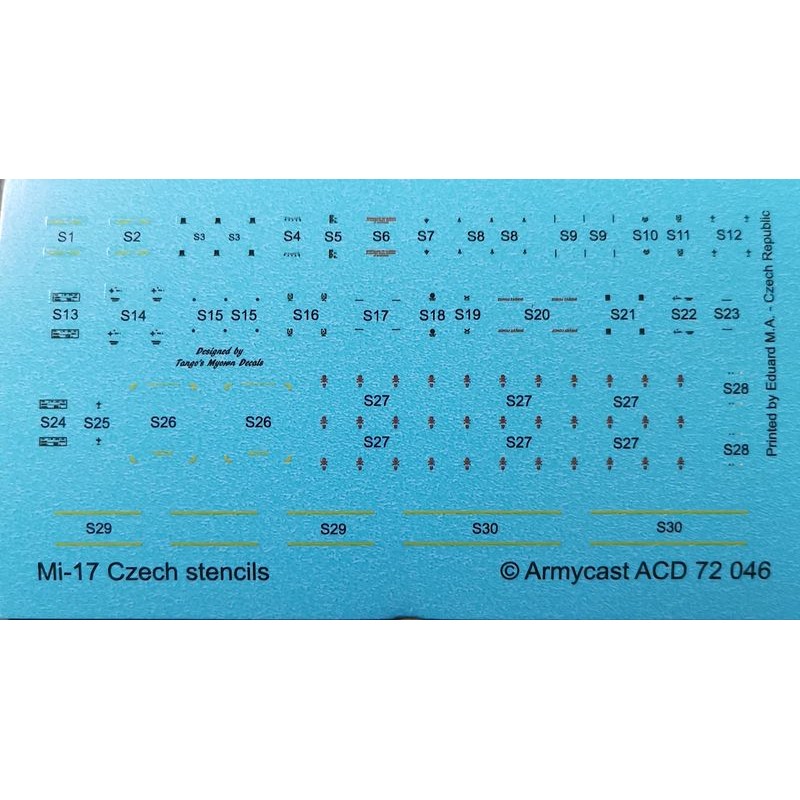 S1 S2 S3 S3 S4 S5 S6 S7 S8 S8 S9 S9 S10 S11 S12
S13 S14 S15 S15 S16 S17 S18 S19 S20 S21 S22 S23
Designed by
Tango's Myown Decals
S27 S27 S27 S28
S24 S25 S26 S26
S27 S27 S27 S28
S29 S29 S30 S30
Mi-17 Czech stencils
© Armycast ACD 72 046
Printed by Eduard M.A. - Czech Republic